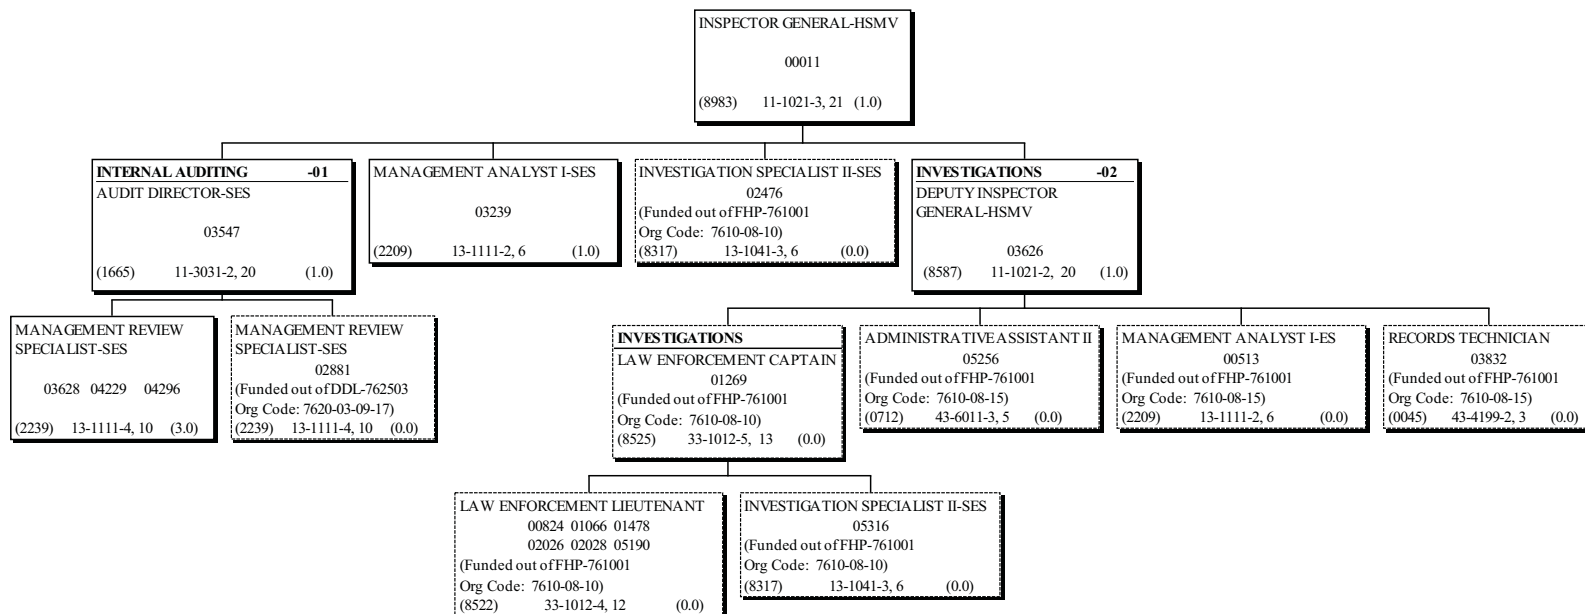 INSPECTOR GENERAL-HSMV
00011
(8983) 11-1021-3, 21 (1.0)
INTERNAL AUDITING -01
AUDIT DIRECTOR-SES
03547
(1665) 11-3031-2, 20 (1.0)
MANAGEMENT ANALYST I-SES
03239
(2209) 13-1111-2, 6 (1.0)
INVESTIGATION SPECIALIST II-SES
02476
(Funded out of FHP-761001
Org Code: 7610-08-10)
(8317) 13-1041-3, 6 (0.0)
INVESTIGATIONS -02
DEPUTY INSPECTOR
GENERAL-HSMV
03626
(8587) 11-1021-2, 20 (1.0)
MANAGEMENT REVIEW
SPECIALIST-SES
03628 04229 04296
(2239) 13-1111-4, 10 (3.0)
MANAGEMENT REVIEW
SPECIALIST-SES
02881
(Funded out of DDL-762503
Org Code: 7620-03-09-17)
(2239) 13-1111-4, 10 (0.0)
INVESTIGATIONS
LAW ENFORCEMENT CAPTAIN
01269
(Funded out of FHP-761001
Org Code: 7610-08-10)
(8525) 33-1012-5, 13 (0.0)
ADMINISTRATIVE ASSISTANT II
05256
(Funded out of FHP-761001
Org Code: 7610-08-15)
(0712) 43-6011-3, 5 (0.0)
MANAGEMENT ANALYST I-ES
00513
(Funded out of FHP-761001
Org Code: 7610-08-15)
(2209) 13-1111-2, 6 (0.0)
RECORDS TECHNICIAN
03832
(Funded out of FHP-761001
Org Code: 7610-08-15)
(0045) 43-4199-2, 3 (0.0)
LAW ENFORCEMENT LIEUTENANT
00824 01066 01478
02026 02028 05190
(Funded out of FHP-761001
Org Code: 7610-08-10)
(8522) 33-1012-4, 12 (0.0)
INVESTIGATION SPECIALIST II-SES
05316
(Funded out of FHP-761001
Org Code: 7610-08-10)
(8317) 13-1041-3, 6 (0.0)